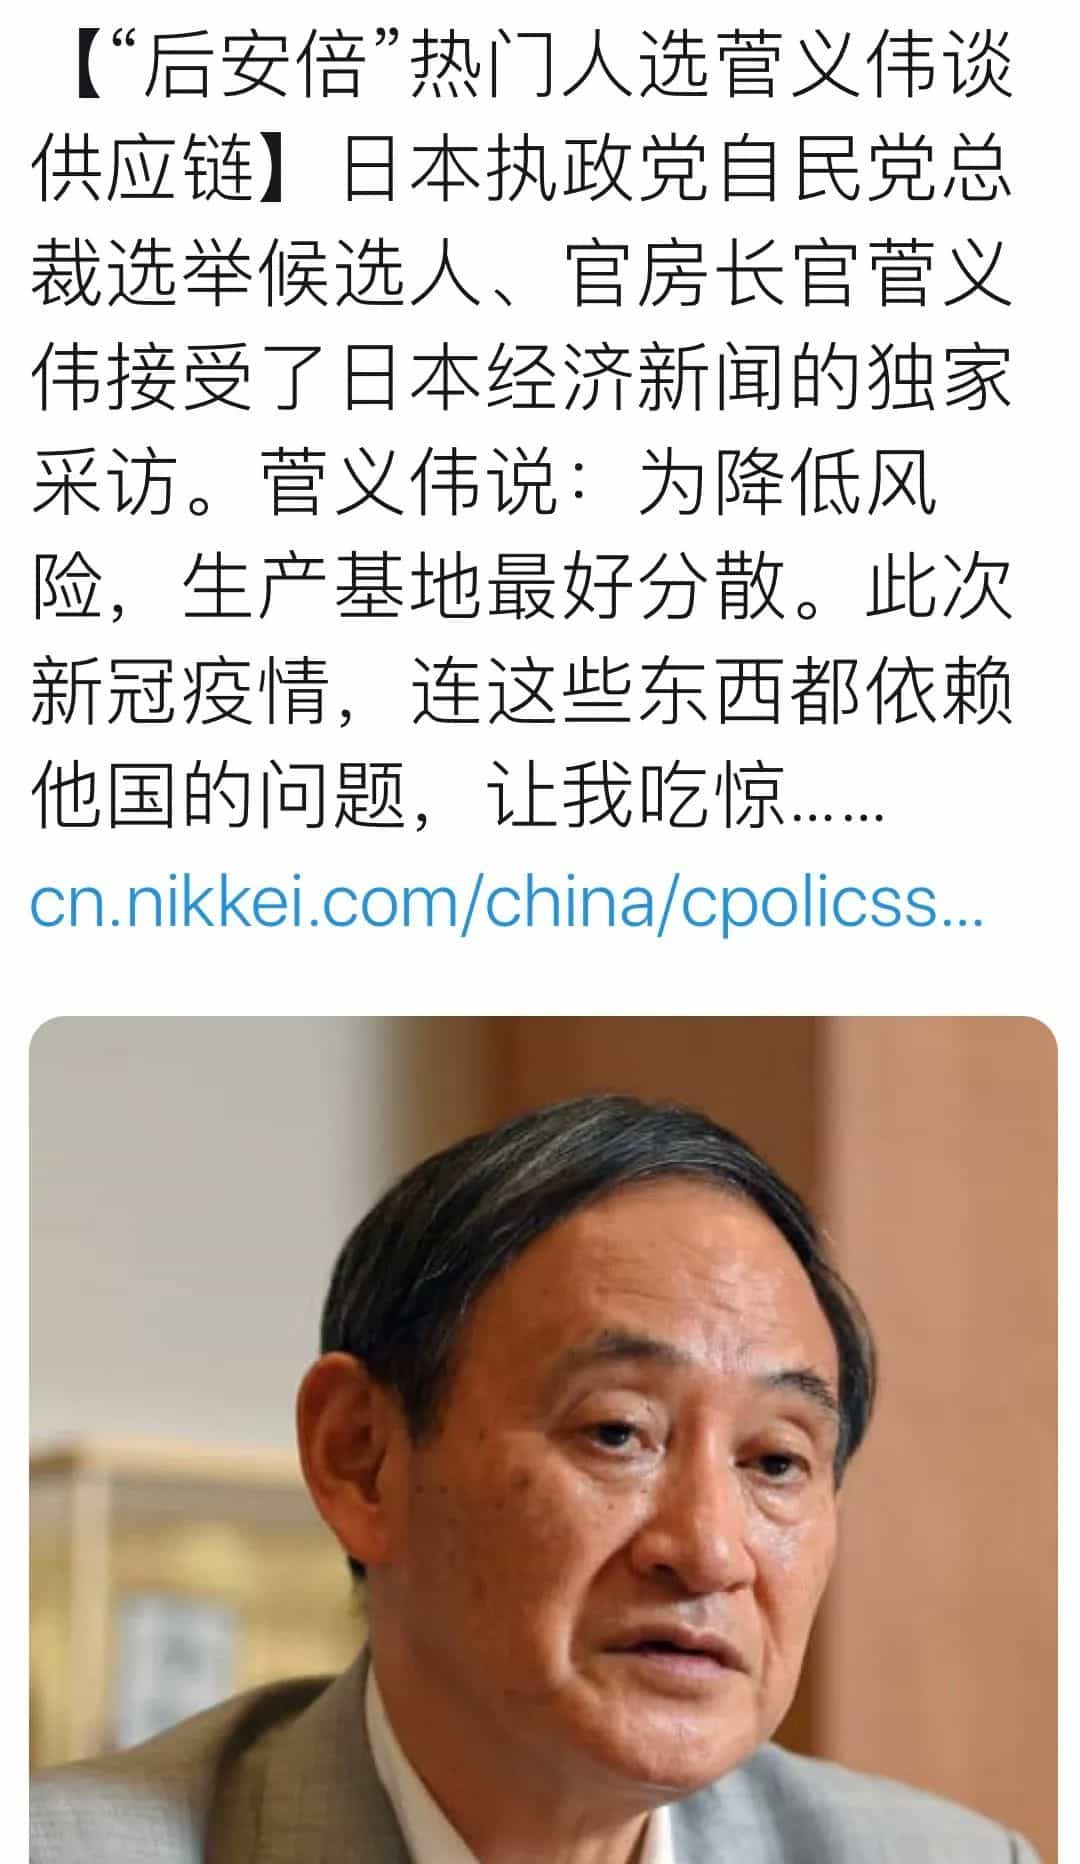 【“后安倍”热门人选菅义伟谈
供应链】日本执政党自民党总
裁选举候选人、官房长官菅义
伟接受了日本经济新闻的独家
采访。菅义伟说：为降低风
险，生产基地最好分散。此次
新冠疫情，连这些东西都依赖
他国的问题，让我吃惊……
cn.nikkei.com/china/cpolicss...